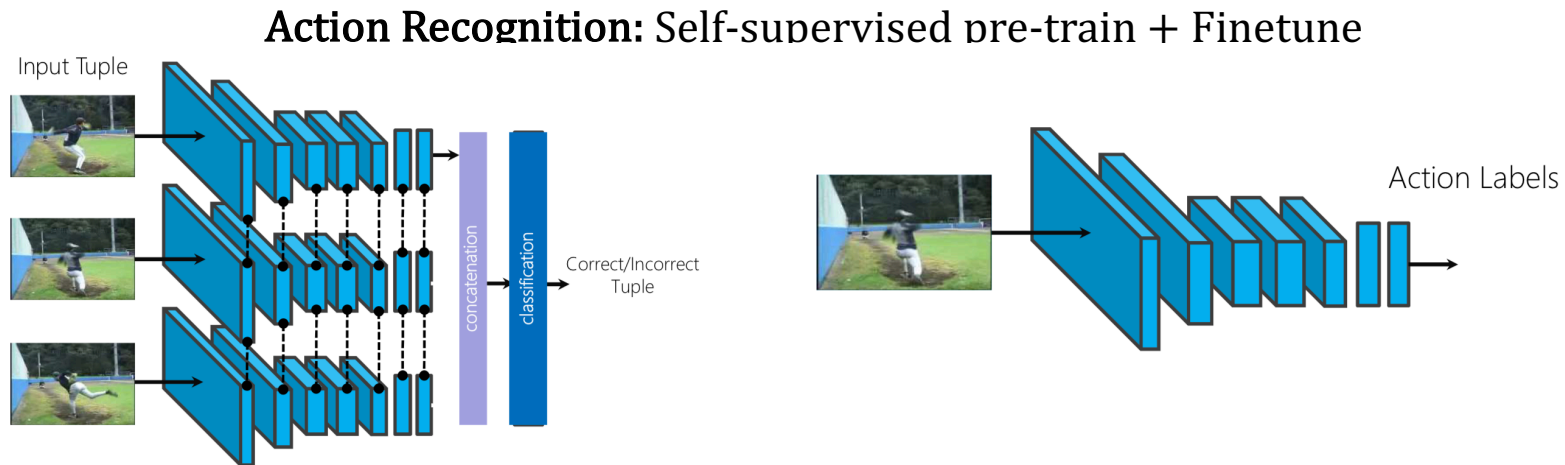 Action Recognition: Self-supervised pre-train + Finetune
Input Tuple
concatenation
classification
Correct/Incorrect
Tuple
Action Labels